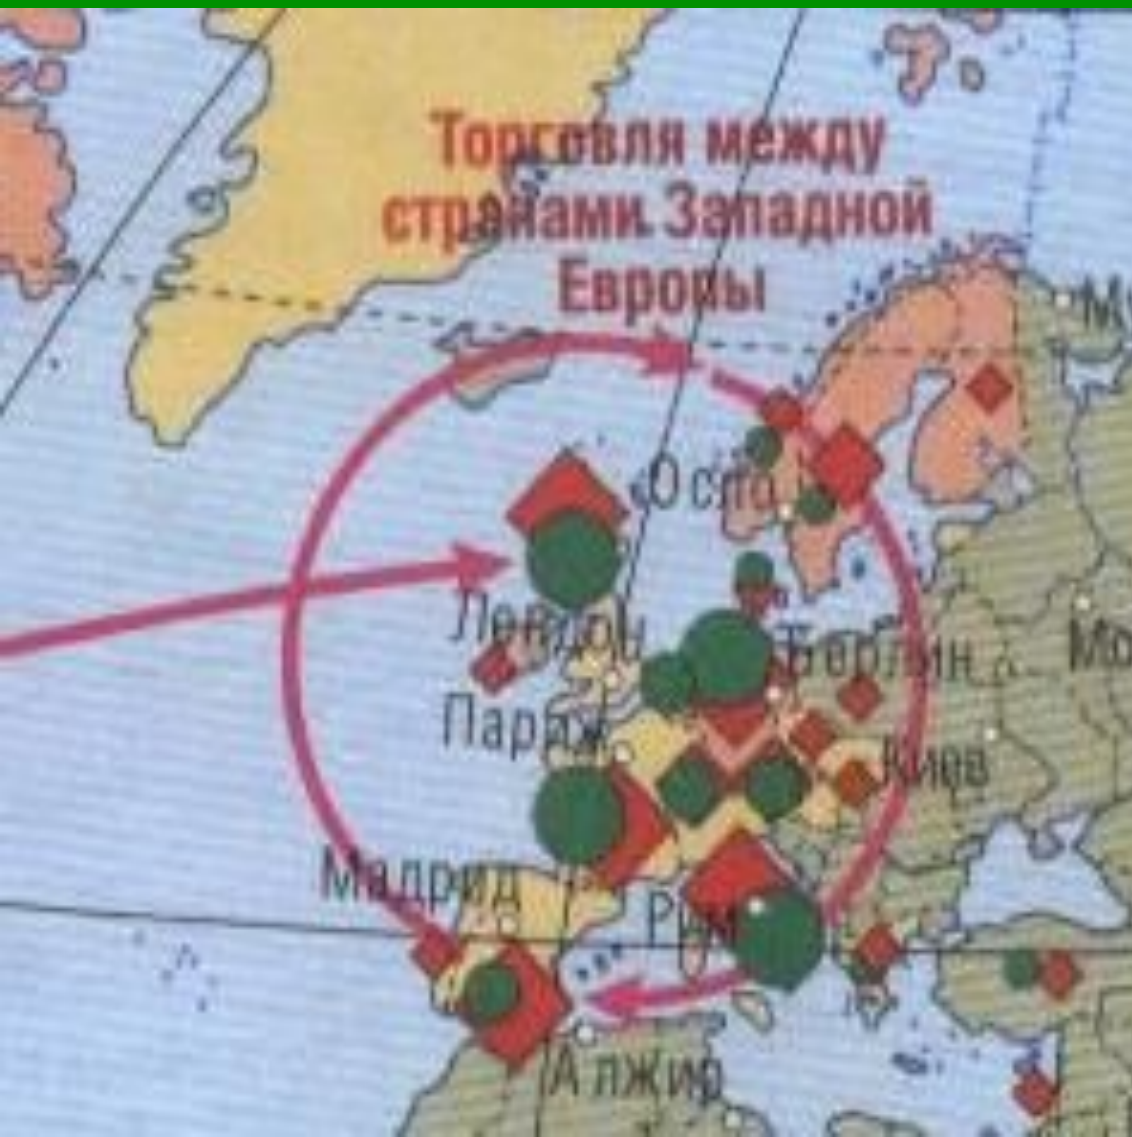 Торговля между
странами Западной
Европы
Осло
Лондон
Берлин
Париж
Киев
Мадрид
Рим
Алжир